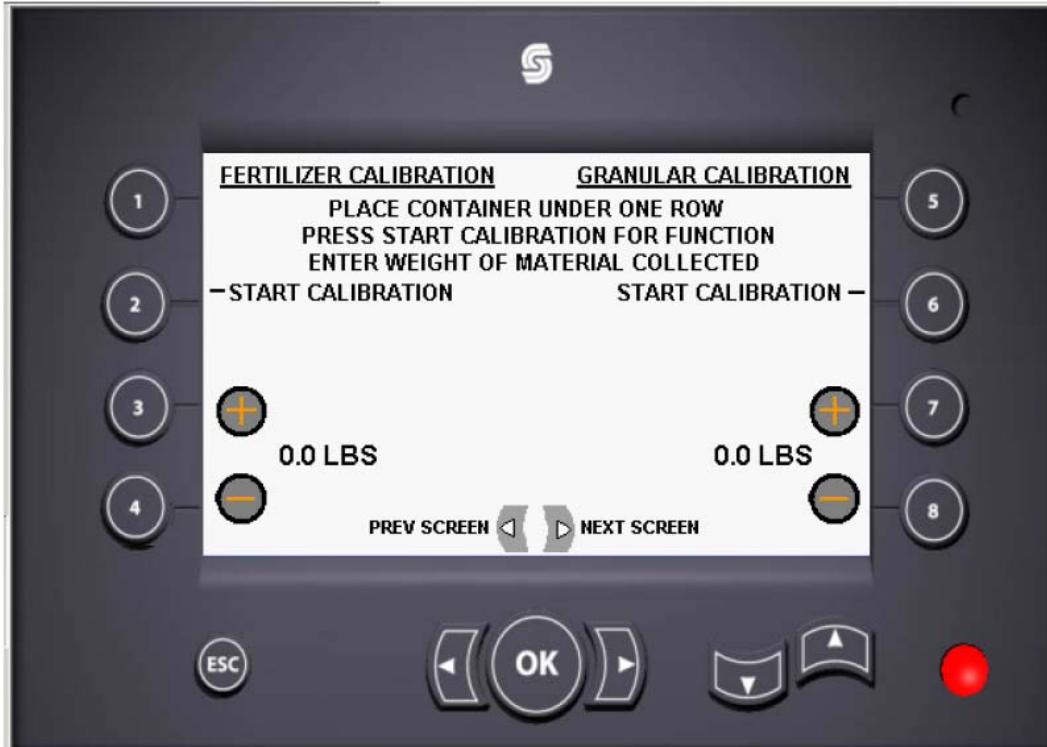 FERTILIZER CALIBRATION GRANULAR CALIBRATION
PLACE CONTAINER UNDER ONE ROW
PRESS START CALIBRATION FOR FUNCTION
ENTER WEIGHT OF MATERIAL COLLECTED
START CALIBRATION START CALIBRATION
0.0 LBS 0.0 LBS
PREV SCREEN NEXT SCREEN
1
2
3
4
5
6
7
8
ESC
OK